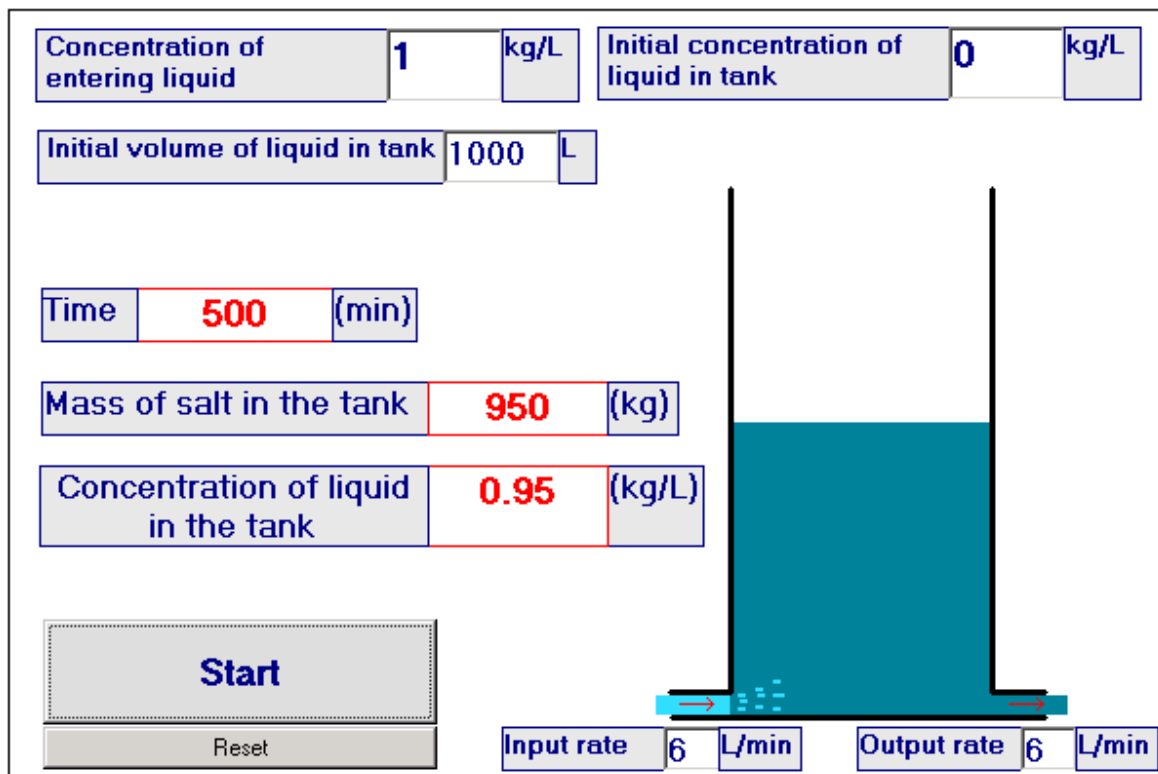 Concentration of
entering liquid
1
kg/L
Initial concentration of
liquid in tank
0
kg/L
Initial volume of liquid in tank
1000
L
Time
500
(min)
Mass of salt in the tank
950
(kg)
Concentration of liquid
in the tank
0.95
(kg/L)
Start
Reset
Input rate
6
L/min
Output rate
6
L/min